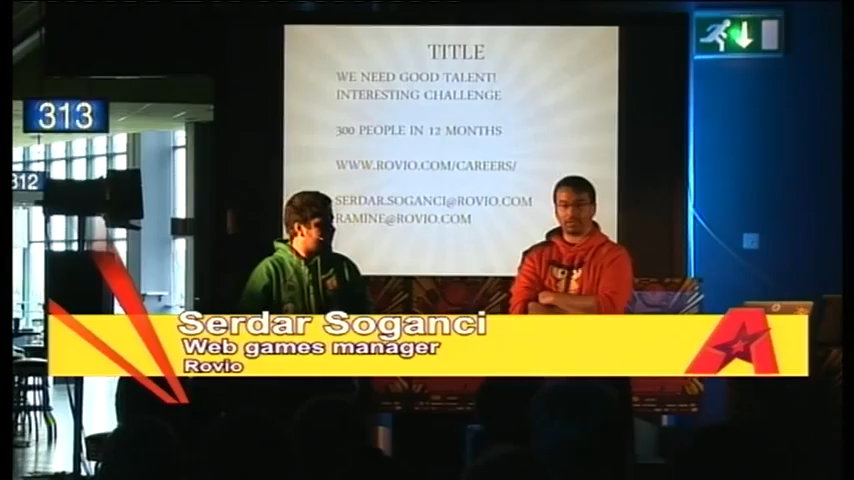 TITLE
WE NEED GOOD TALENT!
INTERESTING CHALLENGE
300 PEOPLE IN 12 MONTHS
WWW.ROVIO.COM/CAREERS/
SERDAR.SOGANCI@ROVIO.COM
RAMINE@ROVIO.COM
313
312
Serdar Soganci
Web games manager
Rovio